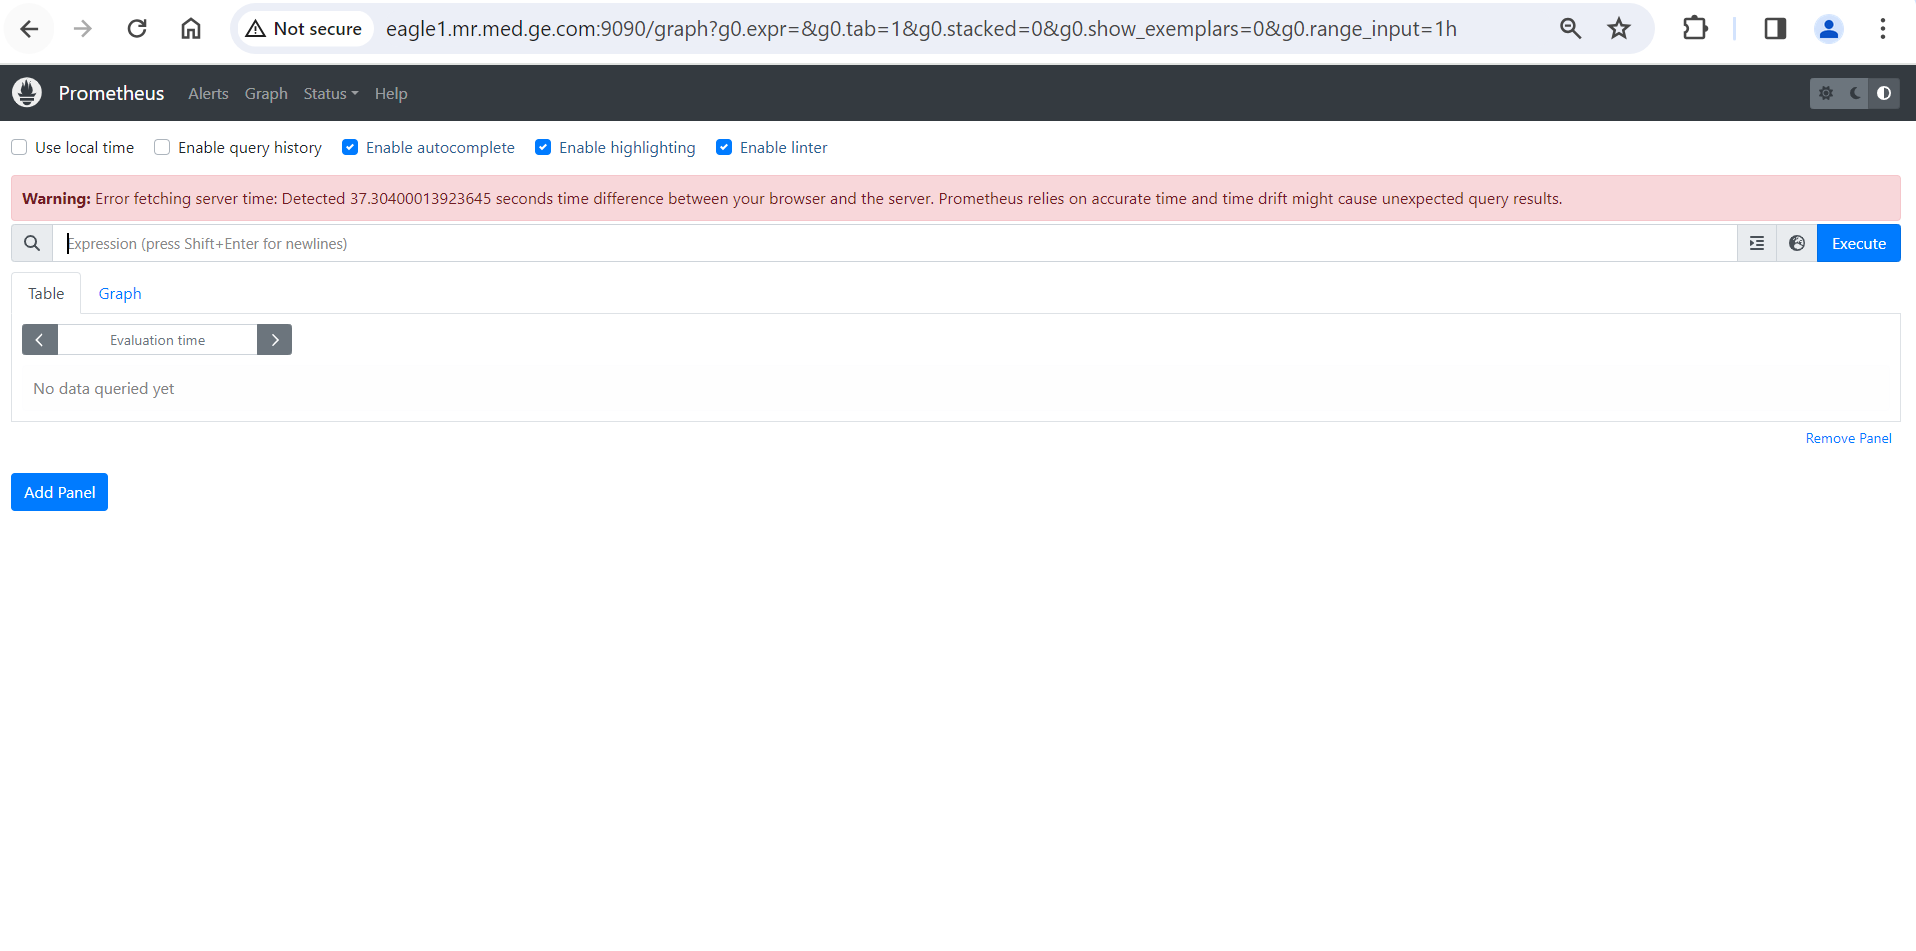 Not secure eagle1.mr.med.ge.com:9090/graph?g0.expr=&g0.tab=1&g0.stacked=0&g0.show_exemplars=0&g0.range_input=1h
Prometheus Alerts Graph Status Help
Use local time Enable query history Enable autocomplete Enable highlighting Enable linter
Warning: Error fetching server time: Detected 37.30400013923645 seconds time difference between your browser and the server. Prometheus relies on accurate time and time drift might cause unexpected query results.
Expression (press Shift+Enter for newlines) Execute
Table Graph
Evaluation time
No data queried yet
Remove Panel
Add Panel